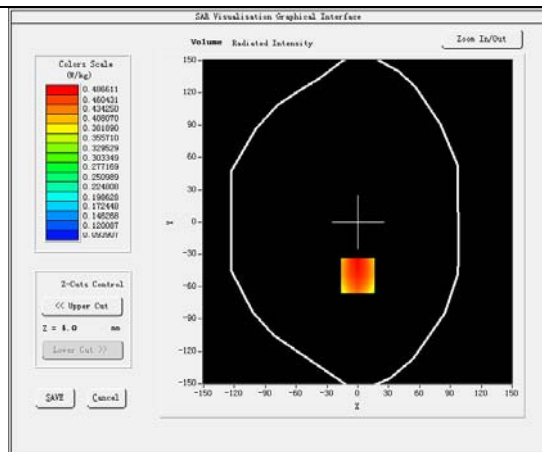 SAR Visualisation Graphical Interface
Volume Radiated Intensity
Zoom In/Out
Colors Scale
(W/kg)
0.486611
0.460431
0.434250
0.408070
0.381890
0.355710
0.329529
0.303349
0.277169
0.250989
0.224808
0.198628
0.172448
0.146268
0.120087
0.093907
Z-Cuts Control
<< Upper Cut
Z = 4.0 mm
Lower Cut >>
SAVE
Cancel
150
120
90
60
30
0
-30
-60
-90
-120
-150
Y
-150 -120 -90 -60 -30 0 30 60 90 120 150
X